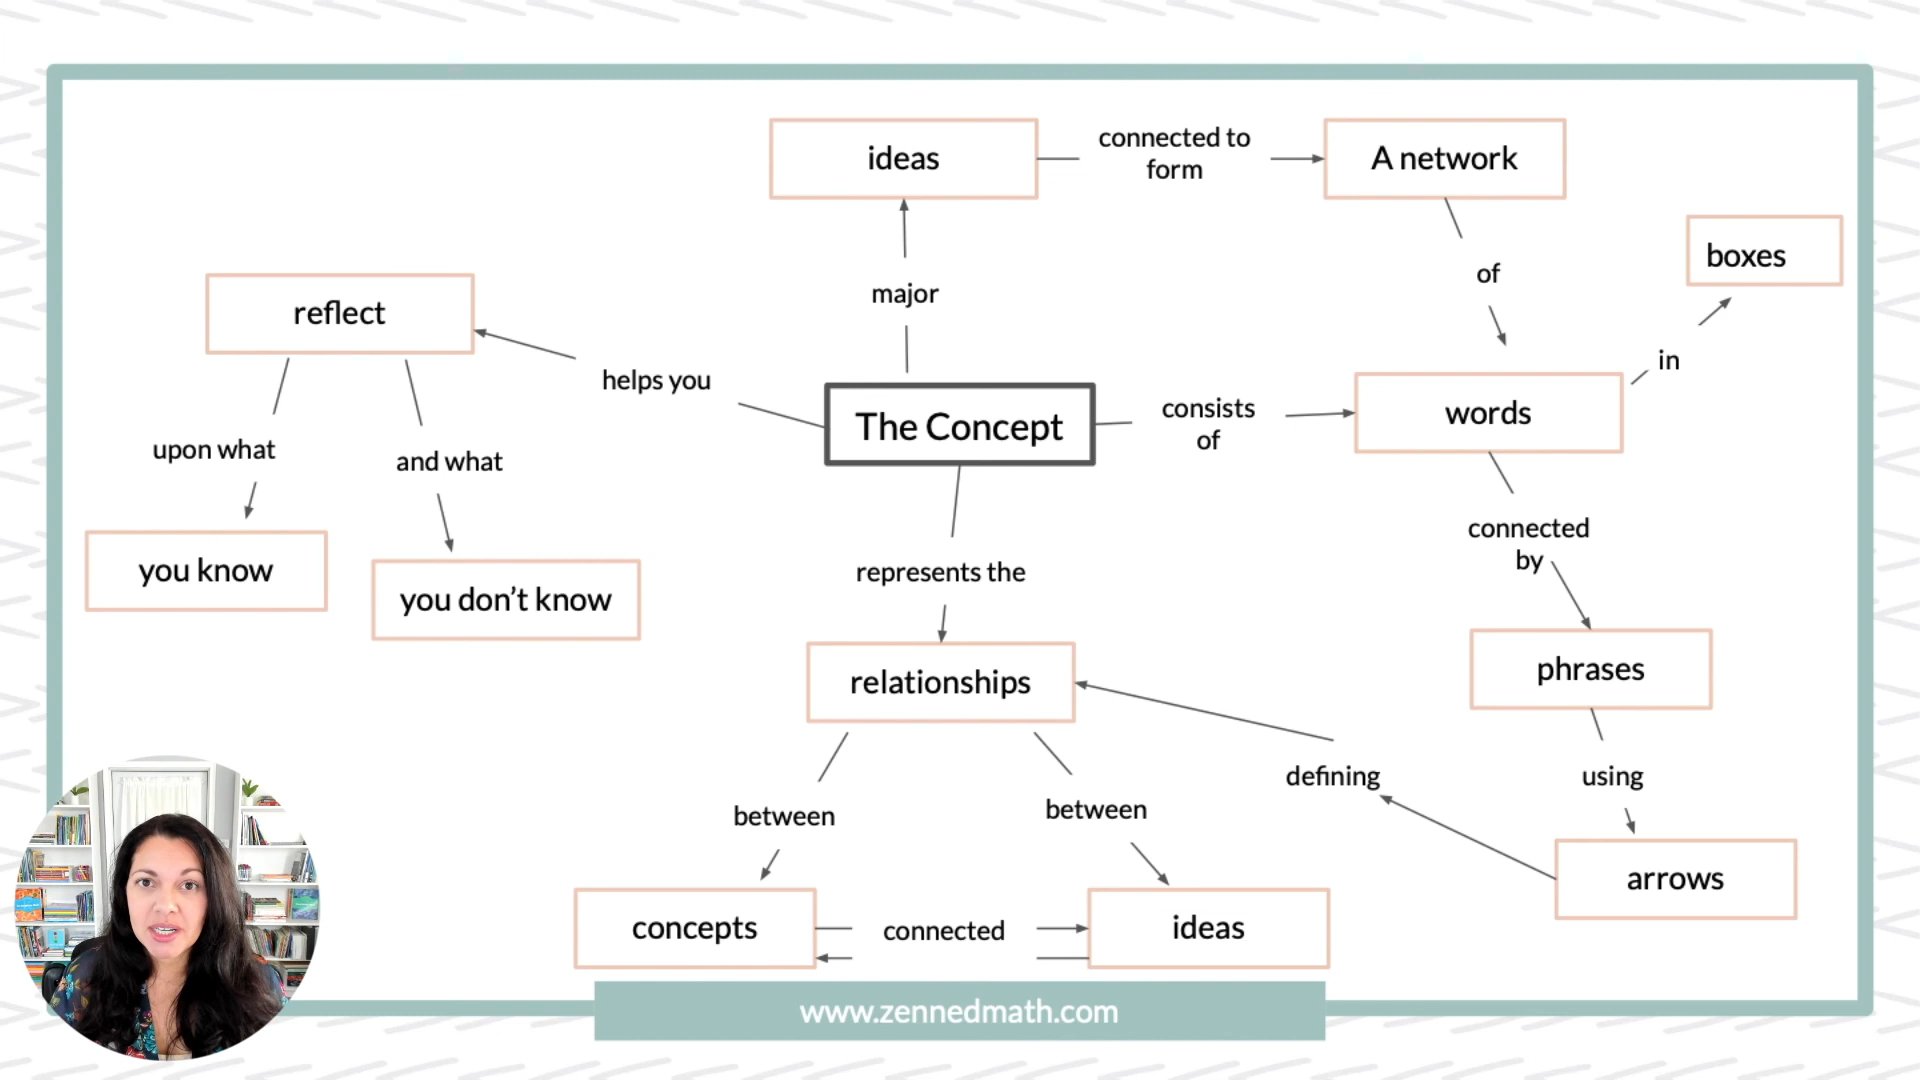 ideas
connected to
form
A network
boxes
of
major
reflect
in
helps you
The Concept
consists
of
words
upon what
and what
connected
by
you know
you don't know
represents the
phrases
relationships
defining
using
between
between
arrows
concepts
connected
ideas
www.zennedmath.com